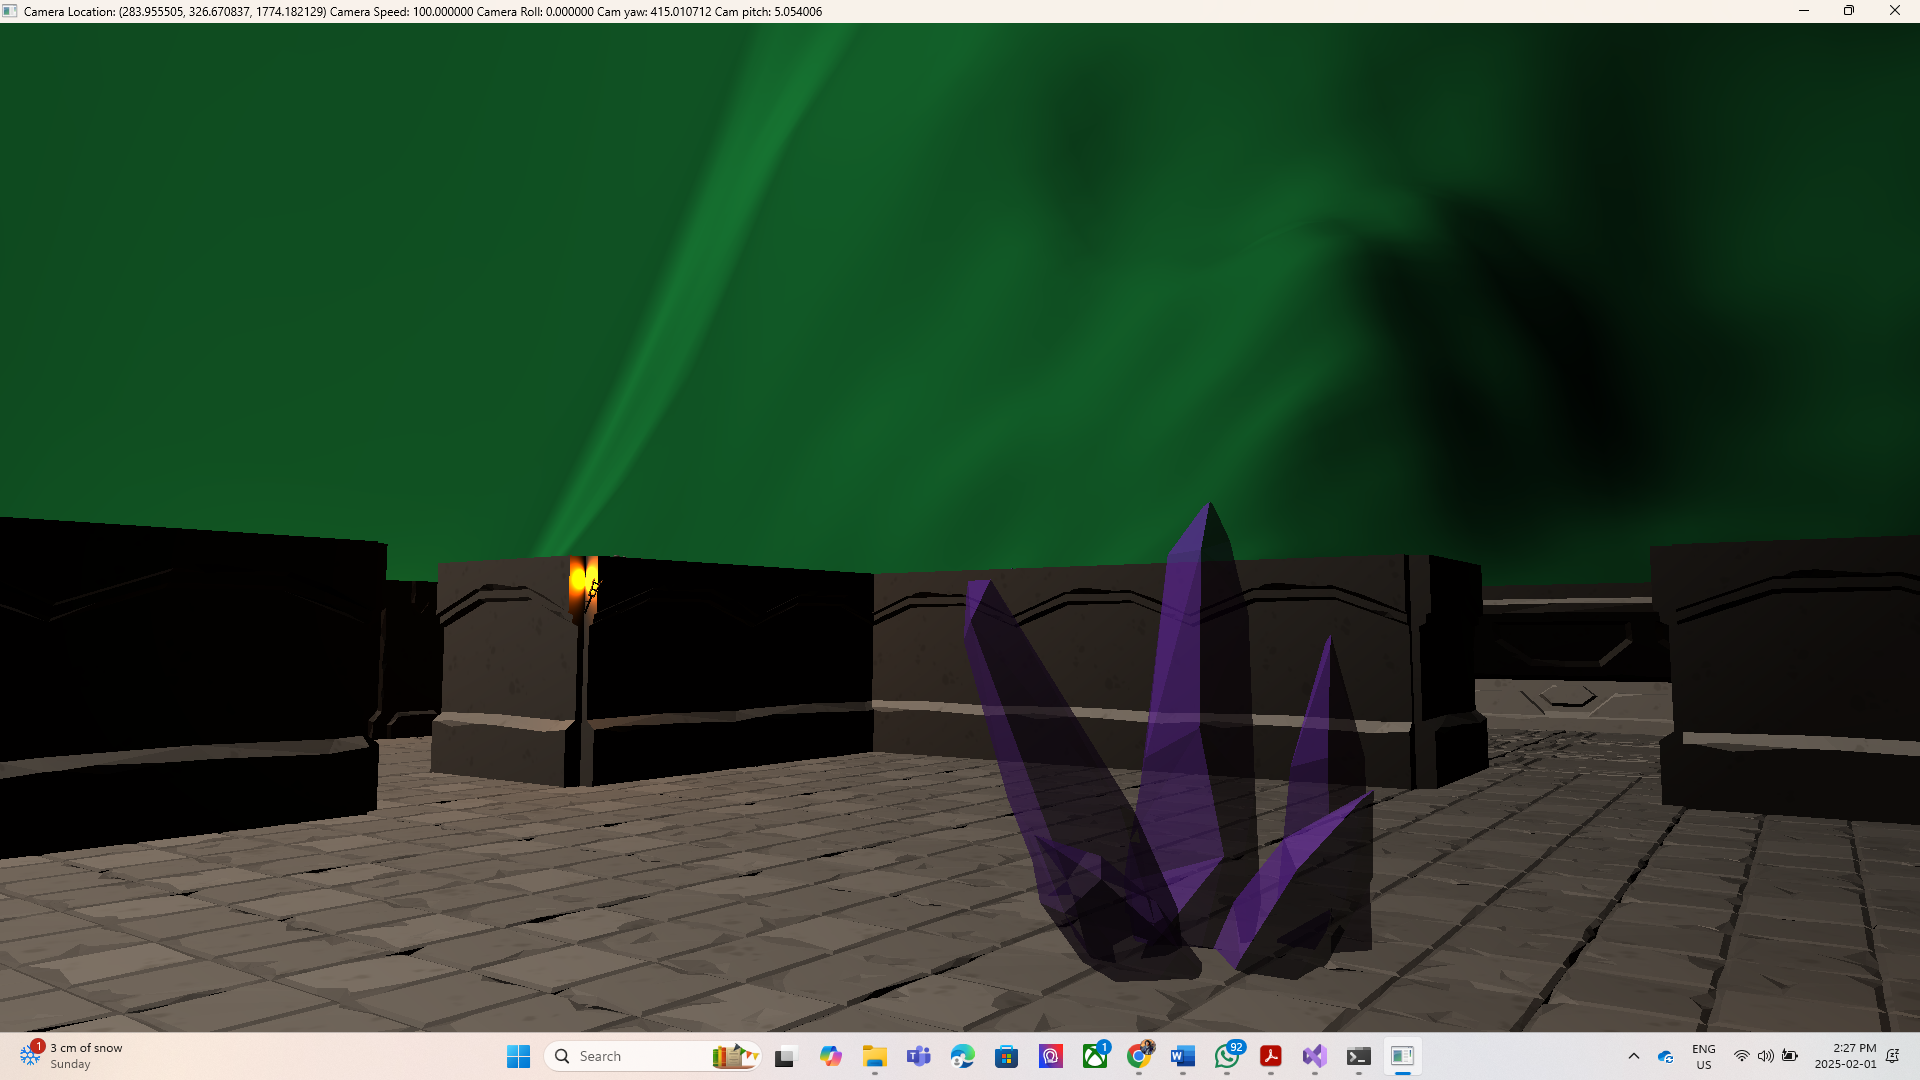 Camera Location: (283.955505, 326.670837, 1774.182129) Camera Speed: 100.000000 Camera Roll: 0.000000 Cam yaw: 415.010712 Cam pitch: 5.054006
1
3 cm of snow
Sunday
Search
1
92
ENG
US
2:27 PM
2025-02-01